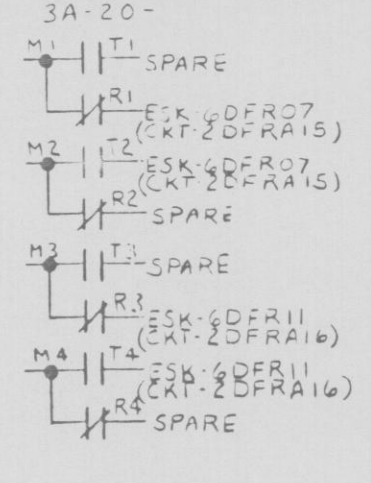 3A-20-
M1 T1 SPARE
R1 ESK-6DFR07
(CKT-2DFRA15)
M2 T2 ESK-6DFR07
(CKT-2DFRA15)
R2 SPARE
M3 T3 SPARE
R3 ESK-6DFR11
(CKT-2DFRA16)
M4 T4 ESK-6DFR11
(CKT-2DFRA16)
R4 SPARE